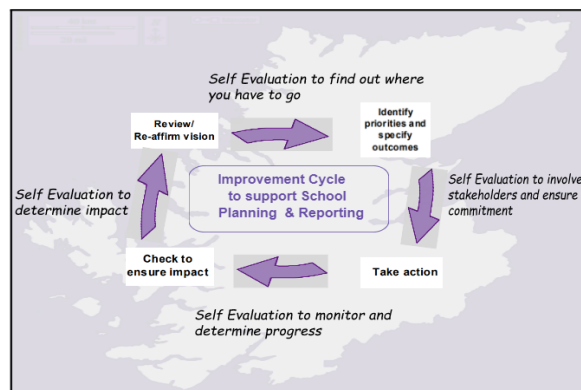 Self Evaluation to find out where
you have to go
Review/
Re-affirm vision
Identify
priorities and
specify
outcomes
Self Evaluation to
determine impact
Improvement Cycle
to support School
Planning & Reporting
Self Evaluation to involve
stakeholders and ensure
commitment
Check to
ensure impact
Take action
Self Evaluation to monitor and
determine progress